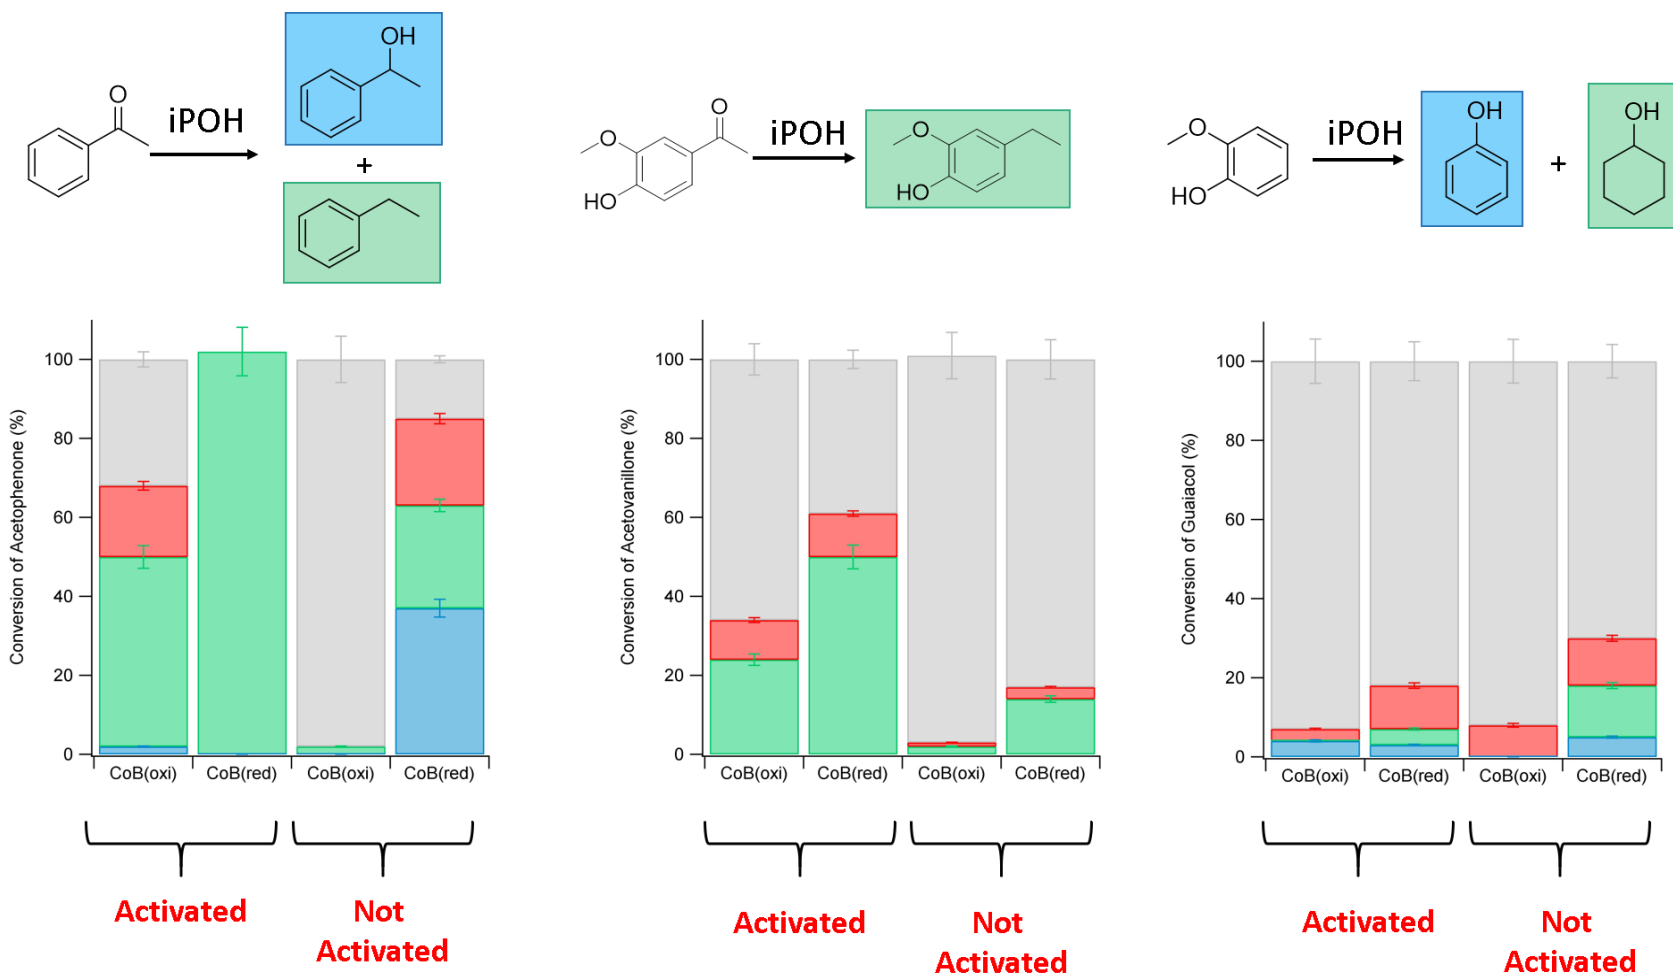 O
iPOH
OH
+
O
O
HO
iPOH
O
HO
O
HO
iPOH
OH
+
OH
Conversion of Acetophenone (%)
100
80
60
40
20
0
CoB(oxi) CoB(red) CoB(oxi) CoB(red)
Activated
Not
Activated
Conversion of Acetovanillone (%)
100
80
60
40
20
0
CoB(oxi) CoB(red) CoB(oxi) CoB(red)
Activated
Not
Activated
Conversion of Guaiacol (%)
100
80
60
40
20
0
CoB(oxi) CoB(red) CoB(oxi) CoB(red)
Activated
Not
Activated